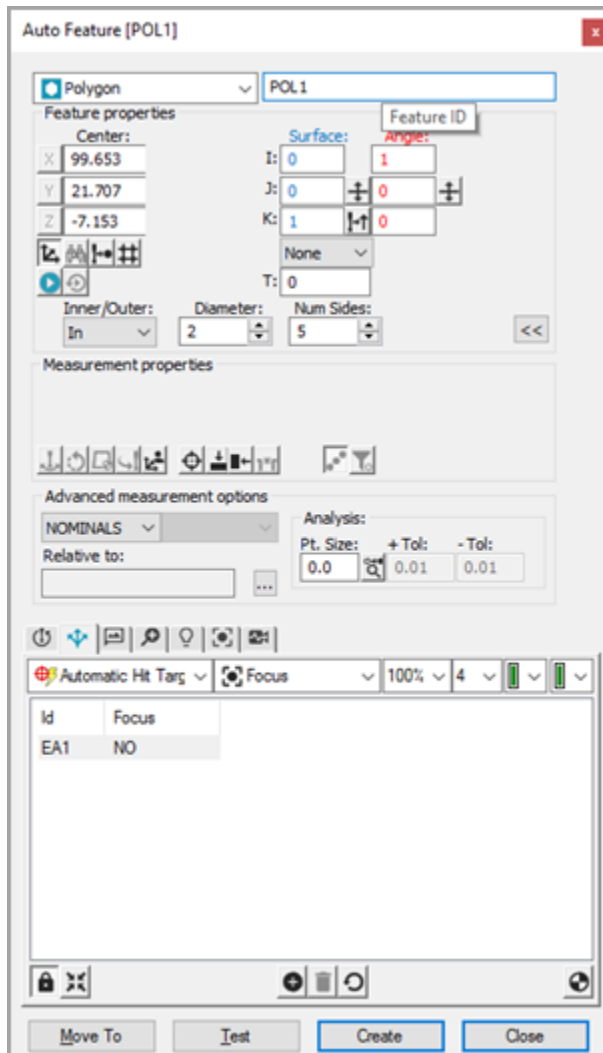 Auto Feature [POL1]
x
Polygon POL1
Feature properties Feature ID
Center: Surface: Angle:
X 99.653 I: 0 1
Y 21.707 J: 0 0
Z -7.153 K: 1 0
None
T: 0
Inner/Outer: Diameter: Num Sides:
In 2 5 <<
Measurement properties
Advanced measurement options
NOMINALS Analysis:
Relative to: Pt. Size: + Tol: - Tol:
0.0 0.01 0.01
...
Automatic Hit Targ Focus 100% 4
Id Focus
EA1 NO
Move To Test Create Close